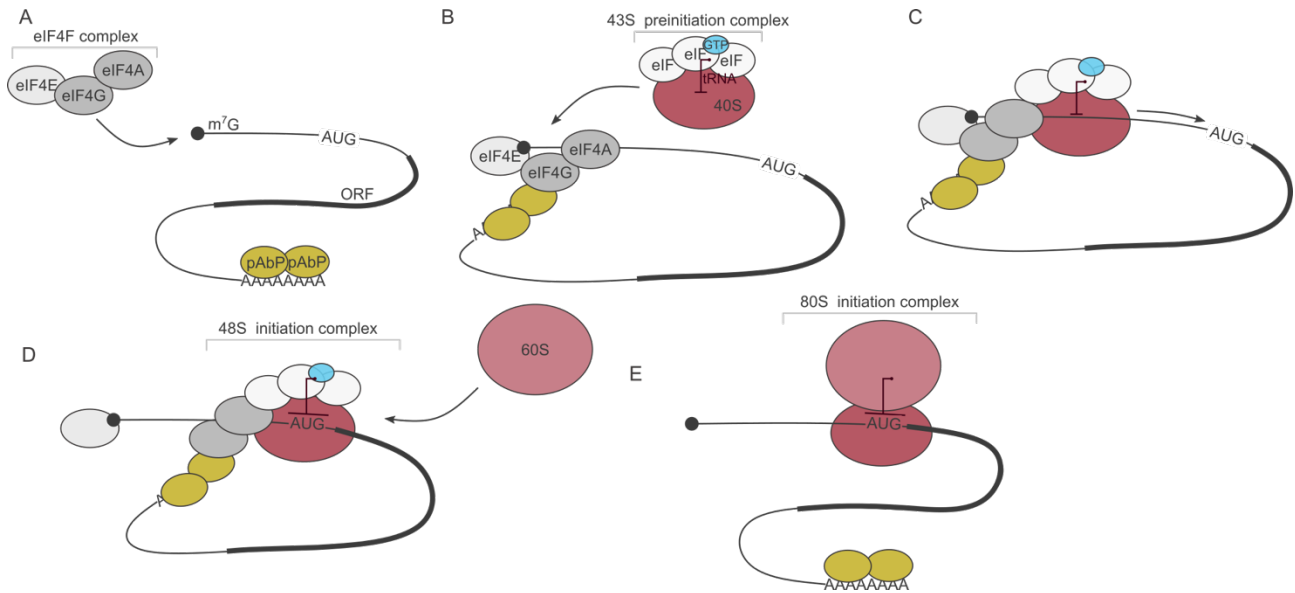 A
eIF4F complex
eIF4E
eIF4G
eIF4A
m⁷G
AUG
ORF
pAbP pAbP
AAAAAAAA
B
43S preinitiation complex
GTP
eIF eIF eIF
tRNA
40S
eIF4E
eIF4G
eIF4A
AUG
A
C
AUG
A
D
48S initiation complex
60S
AUG
A
E
80S initiation complex
AUG
AAAAAAAA